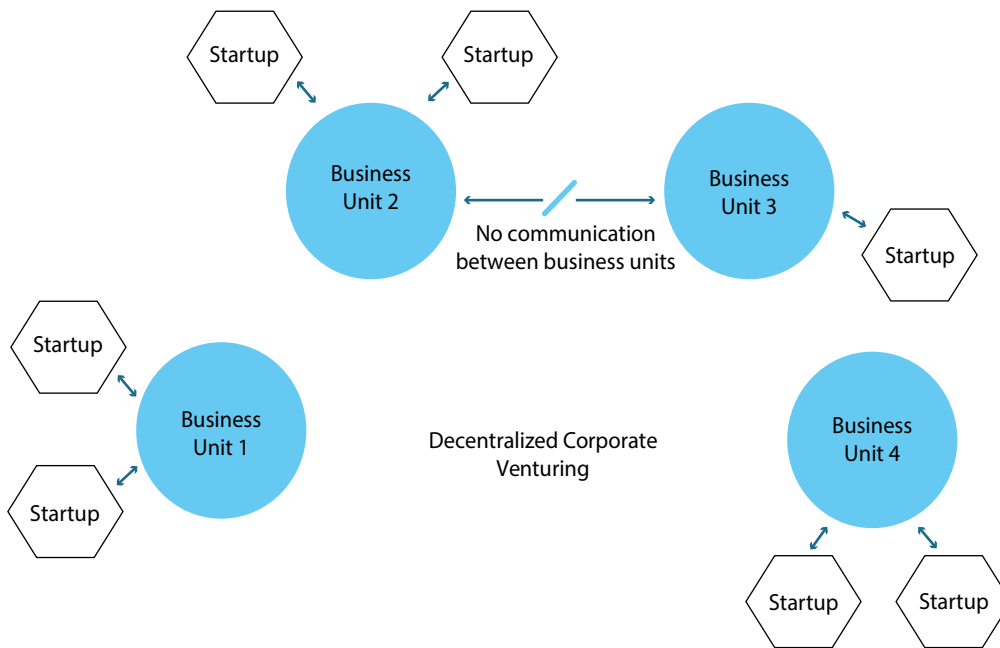 Startup
Startup
Business
Unit 2
Business
Unit 3
No communication
between business units
Startup
Startup
Business
Unit 1
Startup
Decentralized Corporate
Venturing
Business
Unit 4
Startup
Startup